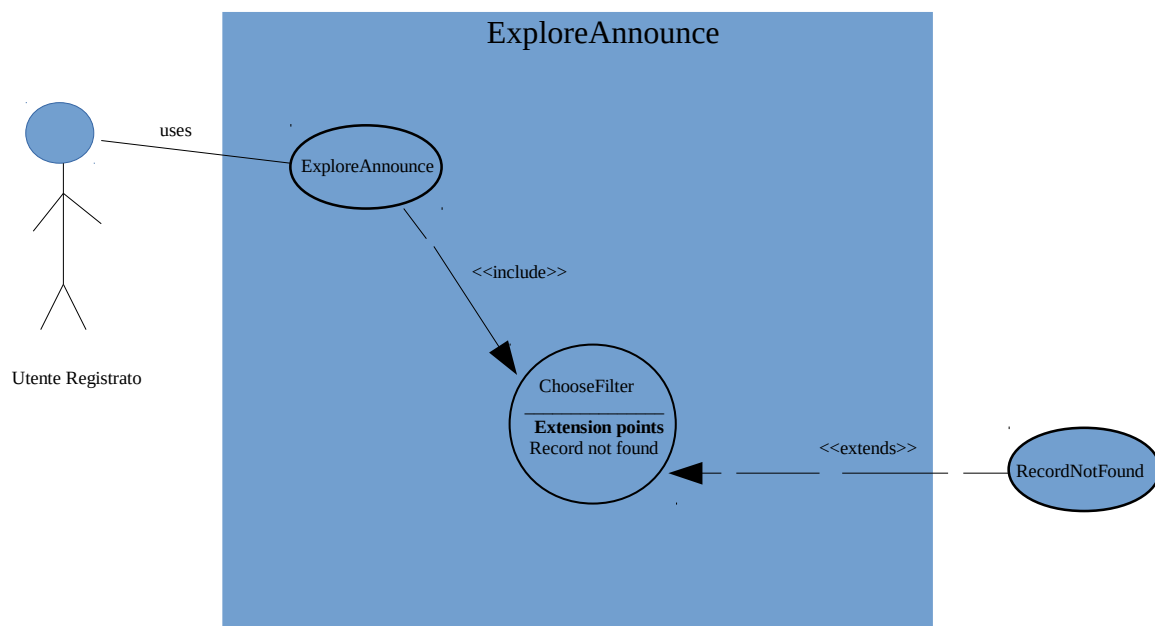 ExploreAnnounce
uses
ExploreAnnounce
<<include>>
Utente Registrato
ChooseFilter
Extension points
Record not found
<<extends>>
RecordNotFound